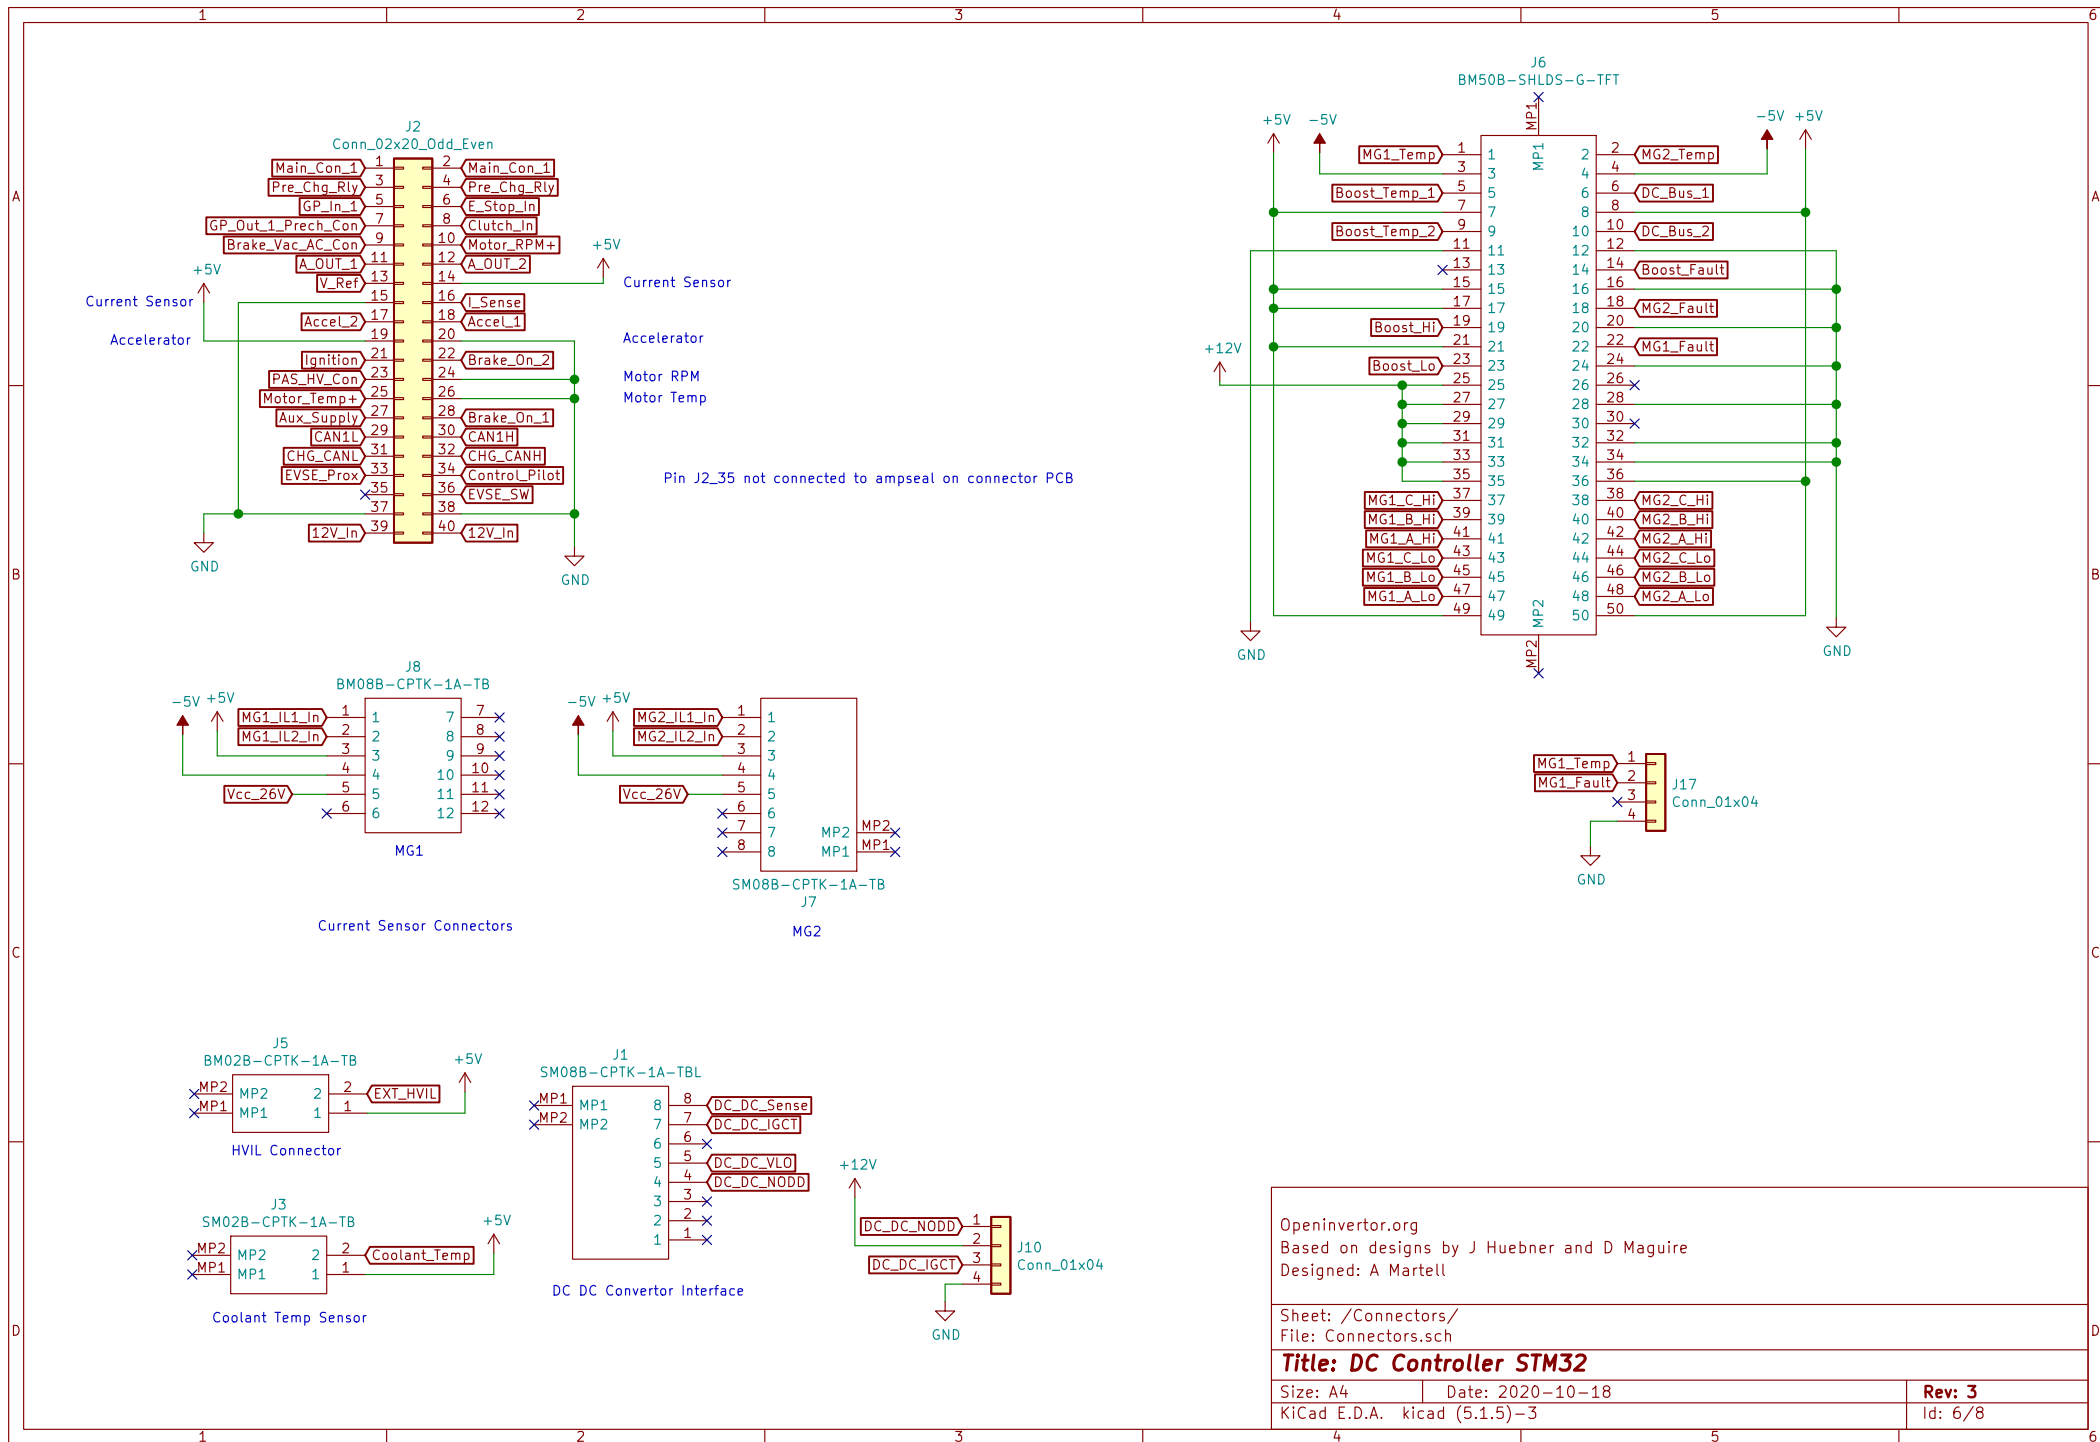 1 2 3 4 5 6
J6
BM50B-SHLDS-G-TFT
J2
Conn_02x20_Odd_Even
Main_Con_1 1 2 Main_Con_1
Pre_Chg_Rly 3 4 Pre_Chg_Rly
GP_In_1 5 6 E_Stop_In
GP_Out_1_Prech_Con 7 8 Clutch_In
Brake_Vac_AC_Con 9 10 Motor_RPM+
A_OUT_1 11 12 A_OUT_2
V_Ref 13 14
15 16 I_Sense
Accel_2 17 18 Accel_1
19 20
Ignition 21 22 Brake_On_2
PAS_HV_Con 23 24
Motor_Temp+ 25 26
Aux_Supply 27 28 Brake_On_1
CAN1L 29 30 CAN1H
CHG_CANL 31 32 CHG_CANH
EVSE_Prox 33 34 Control_Pilot
35 36 EVSE_SW
37 38
12V_In 39 40 12V_In
+5V
+5V
Current Sensor
Current Sensor
Accelerator
Accelerator
Motor RPM
Motor Temp
GND
GND
Pin J2_35 not connected to ampseal on connector PCB
+5V -5V
-5V +5V
+12V
MP1 MP1
MG1_Temp 1 1 2 2 MG2_Temp
3 3 4 4
Boost_Temp_1 5 5 6 6 DC_Bus_1
7 7 8 8
Boost_Temp_2 9 9 10 10 DC_Bus_2
11 11 12 12
13 13 14 14 Boost_Fault
15 15 16 16
17 17 18 18 MG2_Fault
Boost_Hi 19 19 20 20
21 21 22 22 MG1_Fault
Boost_Lo 23 23 24 24
25 25 26 26
27 27 28 28
29 29 30 30
31 31 32 32
33 33 34 34
35 35 36 36
MG1_C_Hi 37 37 38 38 MG2_C_Hi
MG1_B_Hi 39 39 40 40 MG2_B_Hi
MG1_A_Hi 41 41 42 42 MG2_A_Hi
MG1_C_Lo 43 43 44 44 MG2_C_Lo
MG1_B_Lo 45 45 46 46 MG2_B_Lo
MG1_A_Lo 47 47 48 48 MG2_A_Lo
49 49 50 50
MP2 MP2
GND
GND
J8
BM08B-CPTK-1A-TB
-5V +5V
MG1_IL1_In 1 1 7 7
MG1_IL2_In 2 2 8 8
3 3 9 9
4 4 10 10
Vcc_26V 5 5 11 11
6 6 12 12
MG1
-5V +5V
MG2_IL1_In 1 1
MG2_IL2_In 2 2
3 3
4 4
Vcc_26V 5 5
6 6
7 7 MP2 MP2
8 8 MP1 MP1
SM08B-CPTK-1A-TB
J7
MG2
Current Sensor Connectors
MG1_Temp 1
MG1_Fault 2
3
4
J17
Conn_01x04
GND
J5
BM02B-CPTK-1A-TB
+5V
MP2 MP2 2 2 EXT_HVIL
MP1 MP1 1 1
HVIL Connector
J3
SM02B-CPTK-1A-TB
+5V
MP2 MP2 2 2 Coolant_Temp
MP1 MP1 1 1
Coolant Temp Sensor
J1
SM08B-CPTK-1A-TBL
MP1 MP1 8 8 DC_DC_Sense
MP2 MP2 7 7 DC_DC_IGCT
6 6
5 5 DC_DC_VLO
4 4 DC_DC_NODD
3 3
2 2
1 1
DC DC Convertor Interface
+12V
DC_DC_NODD 1
2
DC_DC_IGCT 3
4
J10
Conn_01x04
GND
Openinvertor.org
Based on designs by J Huebner and D Maguire
Designed: A Martell
Sheet: /Connectors/
File: Connectors.sch
Title: DC Controller STM32
Size: A4 Date: 2020-10-18 Rev: 3
KiCad E.D.A. kicad (5.1.5)-3 Id: 6/8
A A
B B
C C
D D
1 2 3 4 5 6